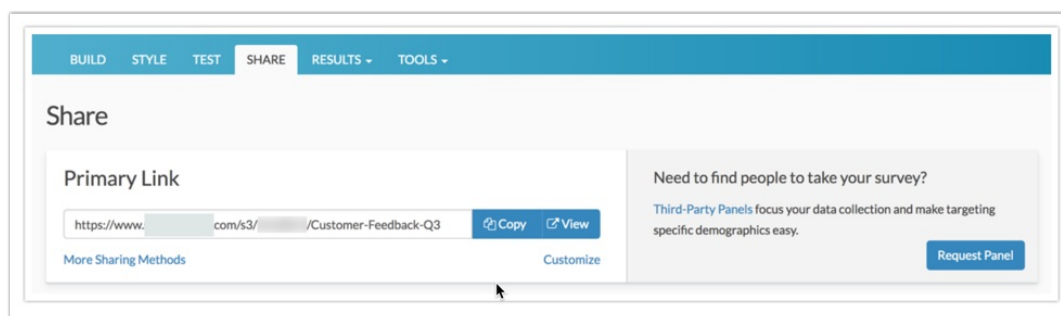 BUILD STYLE TEST SHARE RESULTS TOOLS
Share
Primary Link
https://www. com/s3/ /Customer-Feedback-Q3 Copy View
More Sharing Methods Customize
Need to find people to take your survey?
Third-Party Panels focus your data collection and make targeting
specific demographics easy.
Request Panel